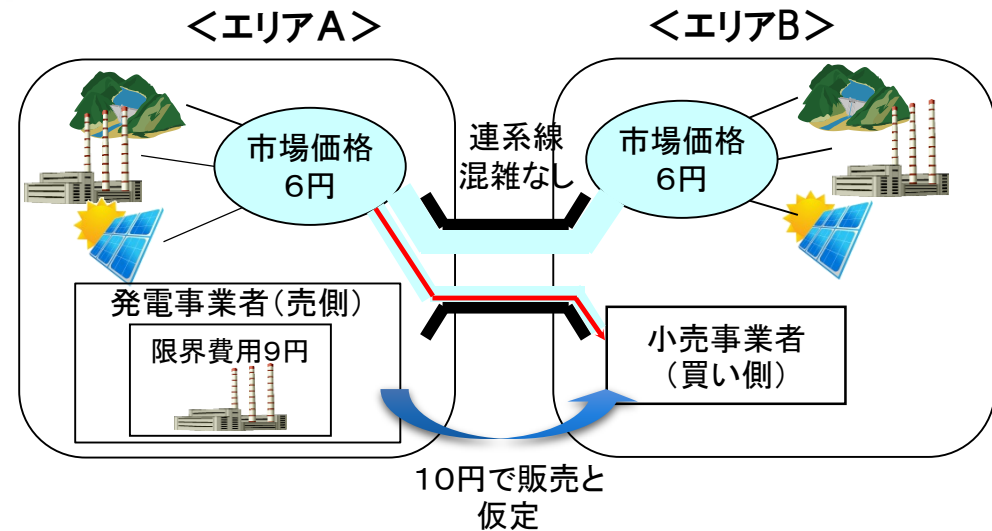 ＜エリアA＞
＜エリアB＞
市場価格
6円
連系線
混雑なし
市場価格
6円
発電事業者（売側）
限界費用9円
小売事業者
（買い側）
10円で販売と
仮定